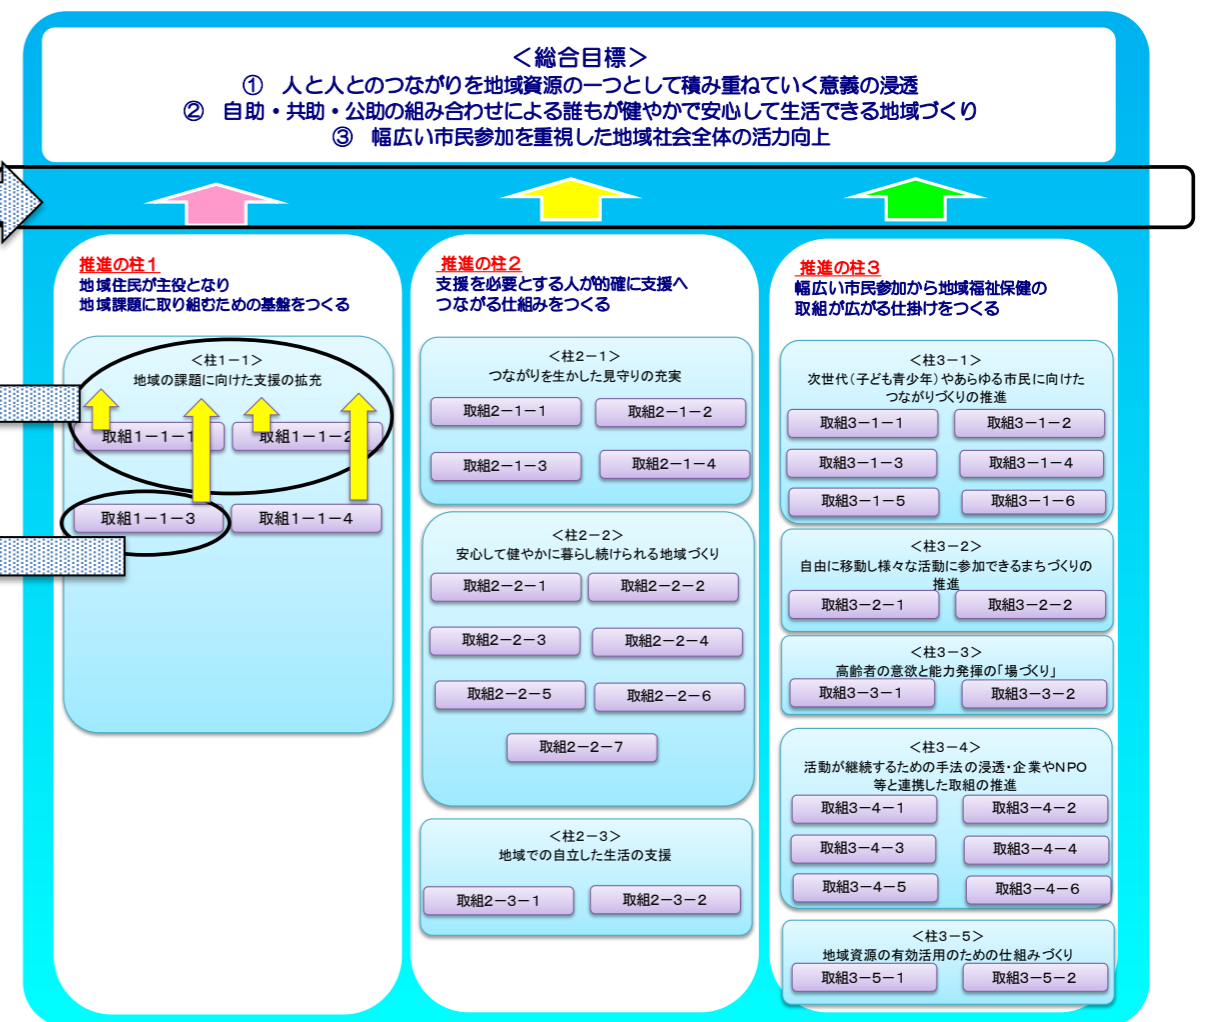 ＜総合目標＞
①　人と人とのつながりを地域資源の一つとして積み重ねていく意義の浸透
②　自助・共助・公助の組み合わせによる誰もが健やかで安心して生活できる地域づくり
③　幅広い市民参加を重視した地域社会全体の活力向上
推進の柱１
地域住民が主役となり
地域課題に取り組むための基盤をつくる
＜柱１－１＞
地域の課題に向けた支援の拡充
取組１－１－１
取組１－１－２
取組１－１－３
取組１－１－４
推進の柱２
支援を必要とする人が的確に支援へ
つながる仕組みをつくる
＜柱２－１＞
つながりを生かした見守りの充実
取組２－１－１
取組２－１－２
取組２－１－３
取組２－１－４
＜柱２－２＞
安心して健やかに暮らし続けられる地域づくり
取組２－２－１
取組２－２－２
取組２－２－３
取組２－２－４
取組２－２－５
取組２－２－６
取組２－２－７
＜柱２－３＞
地域での自立した生活の支援
取組２－３－１
取組２－３－２
推進の柱３
幅広い市民参加から地域福祉保健の
取組が広がる仕掛けをつくる
＜柱３－１＞
次世代（子ども青少年）やあらゆる市民に向けた
つながりづくりの推進
取組３－１－１
取組３－１－２
取組３－１－３
取組３－１－４
取組３－１－５
取組３－１－６
＜柱３－２＞
自由に移動し様々な活動に参加できるまちづくりの
推進
取組３－２－１
取組３－２－２
＜柱３－３＞
高齢者の意欲と能力発揮の「場づくり」
取組３－３－１
取組３－３－２
＜柱３－４＞
活動が継続するための手法の浸透・企業やＮＰＯ
等と連携した取組の推進
取組３－４－１
取組３－４－２
取組３－４－３
取組３－４－４
取組３－４－５
取組３－４－６
＜柱３－５＞
地域資源の有効活用のための仕組みづくり
取組３－５－１
取組３－５－２